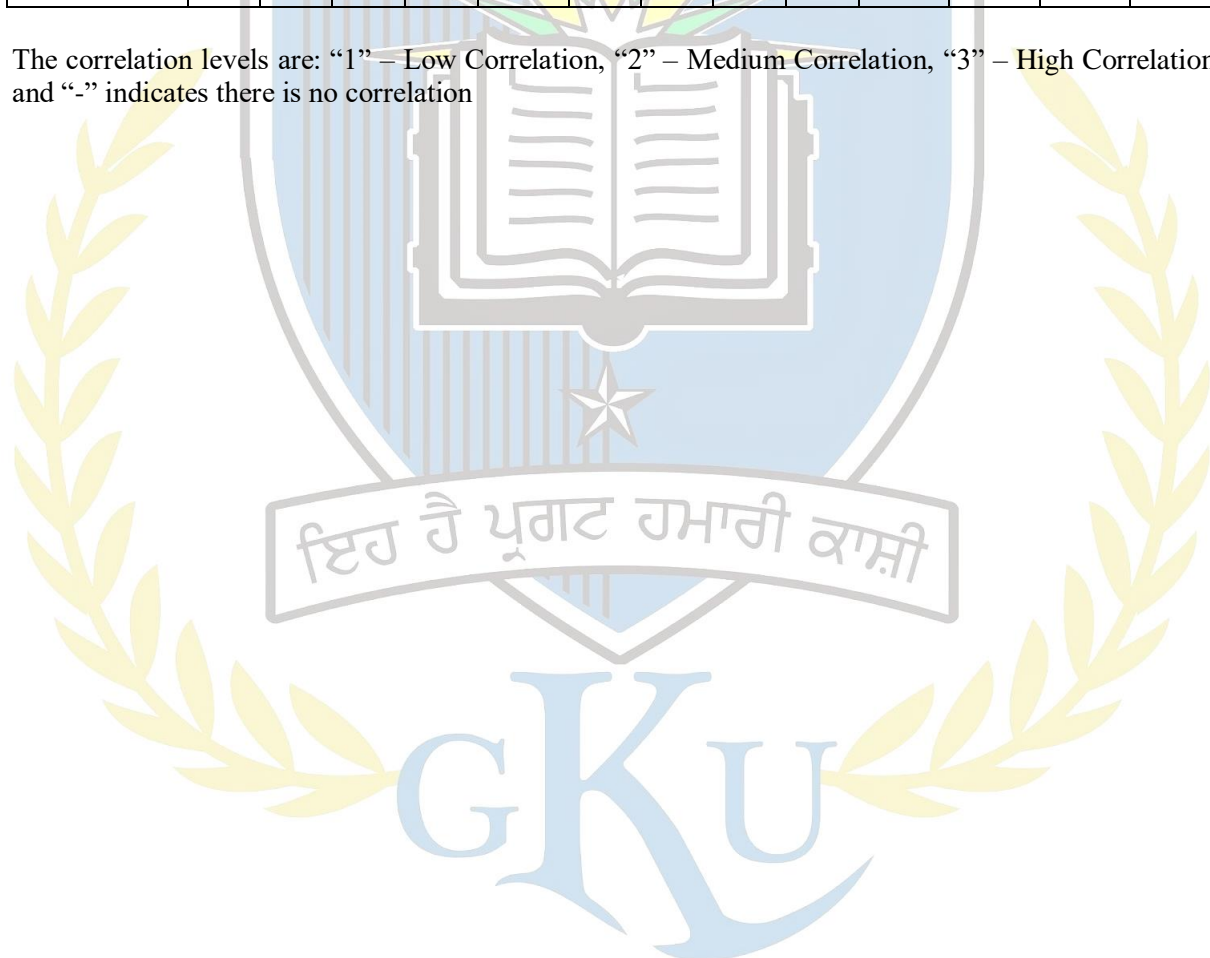 The correlation levels are: “1” – Low Correlation, “2” – Medium Correlation, “3” – High Correlation
and “-” indicates there is no correlation
ਇਹ ਹੈ ਪ੍ਰਗਟ ਹਮਾਰੀ ਕਾਸ਼ੀ
GKU